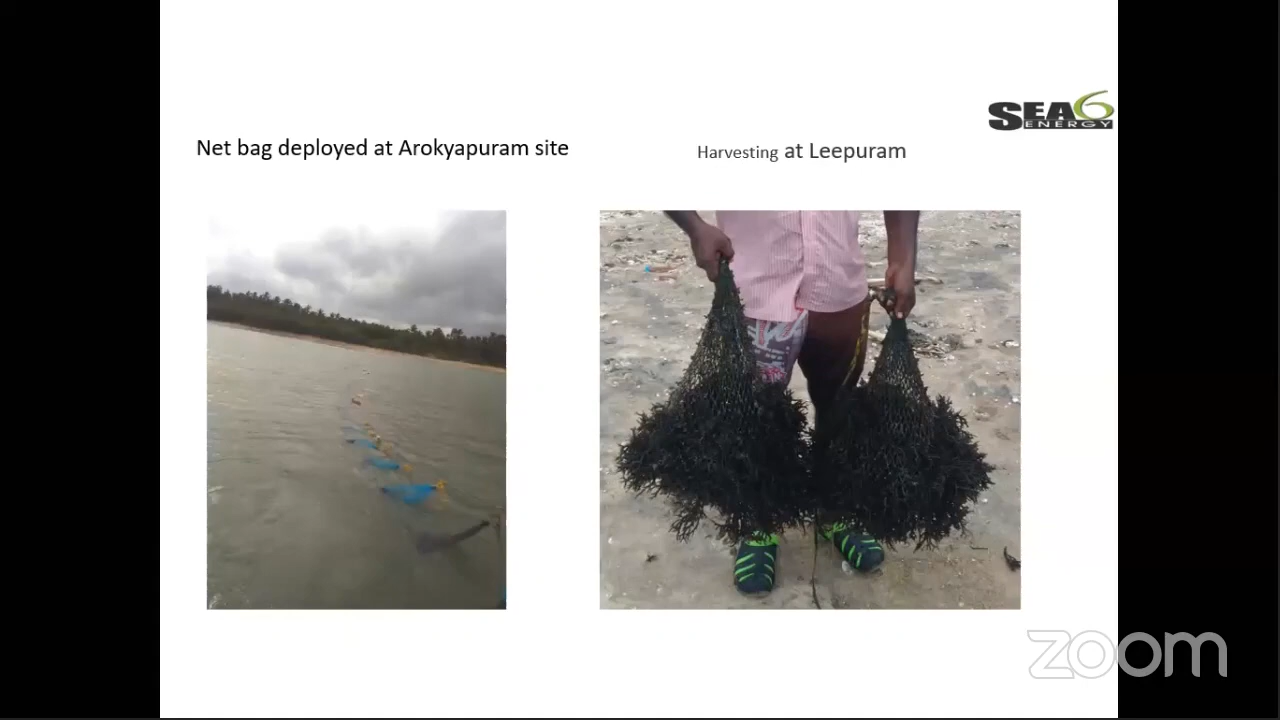 SEA6
ENERGY
Net bag deployed at Arokyapuram site
Harvesting at Leepuram
zoom